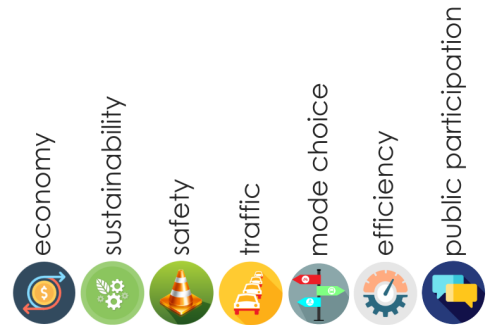 economy
sustainability
safety
traffic
mode choice
efficiency
public participation
$